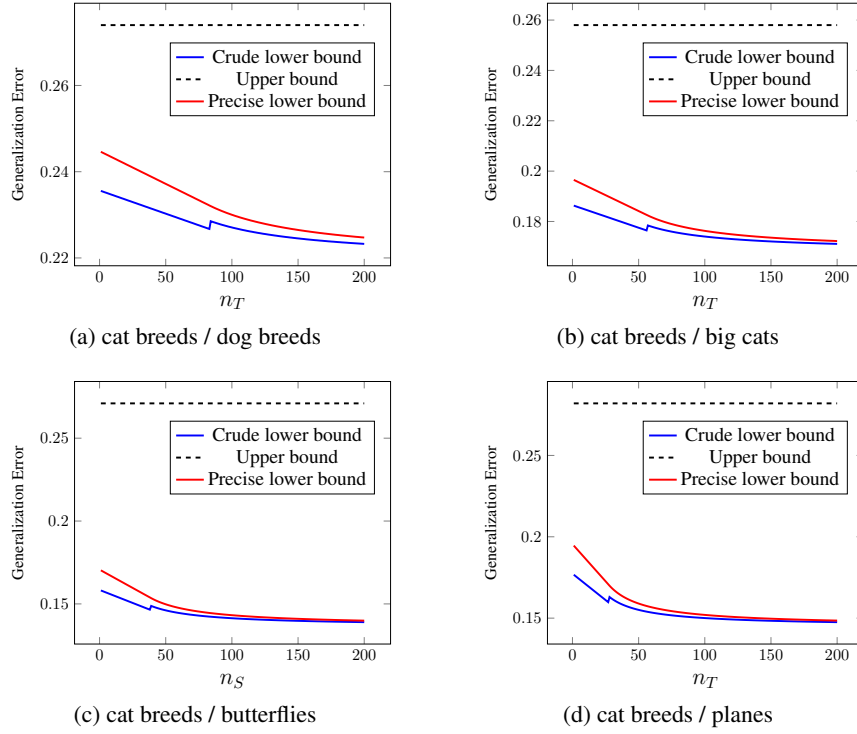 0.26
0.24
0.22
0 50 100 150 200
Generalization Error
n_T
Crude lower bound
Upper bound
Precise lower bound
(a) cat breeds / dog breeds
0.26
0.24
0.22
0.2
0.18
0 50 100 150 200
Generalization Error
n_T
Crude lower bound
Upper bound
Precise lower bound
(b) cat breeds / big cats
0.25
0.2
0.15
0 50 100 150 200
Generalization Error
n_S
Crude lower bound
Upper bound
Precise lower bound
(c) cat breeds / butterflies
0.25
0.2
0.15
0 50 100 150 200
Generalization Error
n_T
Crude lower bound
Upper bound
Precise lower bound
(d) cat breeds / planes